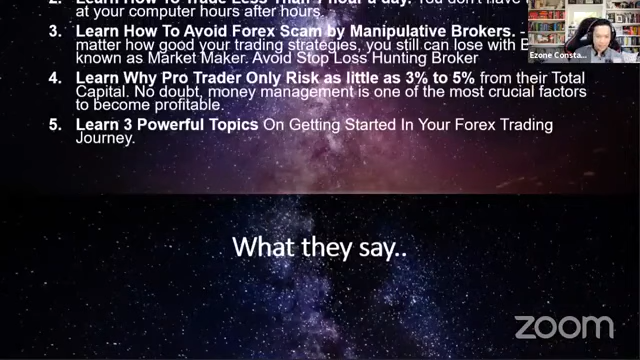 2. Learn How To Trade Less Than 1 hour a day. You don't have
at your computer hours after hours.
3. Learn How To Avoid Forex Scam by Manipulative Brokers. -
matter how good your trading strategies, you still can lose with
known as Market Maker. Avoid Stop Loss Hunting Broker
4. Learn Why Pro Trader Only Risk as little as 3% to 5% from their Total
Capital. No doubt, money management is one of the most crucial factors
to become profitable.
5. Learn 3 Powerful Topics On Getting Started In Your Forex Trading
Journey.
Ezone Consta...
What they say..
zoom